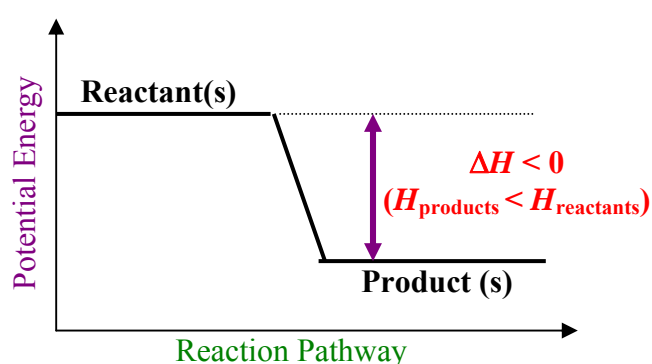 Potential Energy
Reactant(s)
ΔH < 0
(Hproducts < Hreactants)
Product (s)
Reaction Pathway